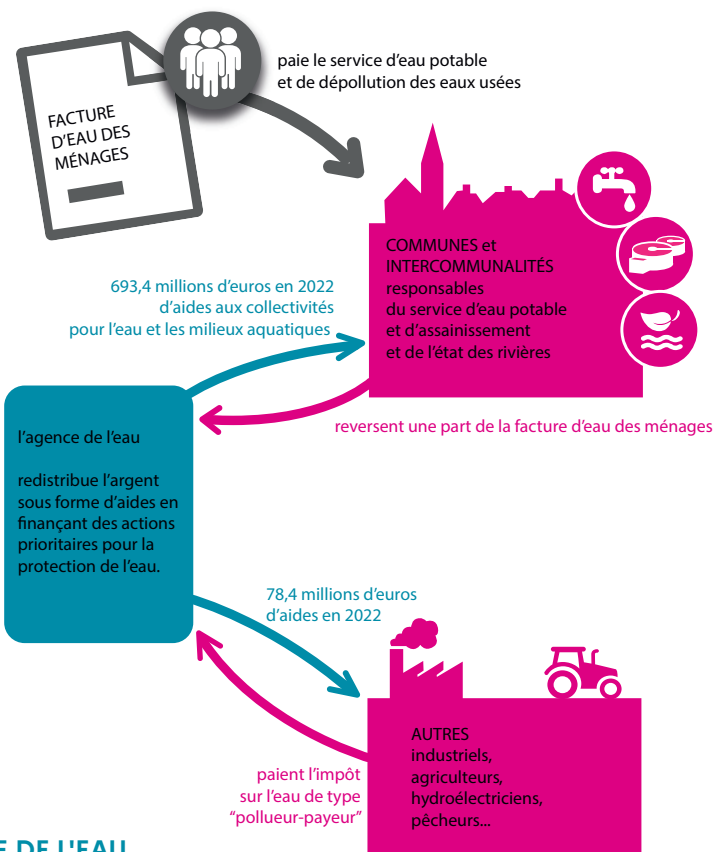 paie le service d'eau potable
et de dépollution des eaux usées
FACTURE
D'EAU DES
MÉNAGES
COMMUNES et
INTERCOMMUNALITÉS
responsables
du service d'eau potable
et d'assainissement
et de l'état des rivières
693,4 millions d'euros en 2022
d'aides aux collectivités
pour l'eau et les milieux aquatiques
reversent une part de la facture d'eau des ménages
l'agence de l'eau
redistribue l'argent
sous forme d'aides en
finançant des actions
prioritaires pour la
protection de l'eau.
78,4 millions d'euros
d'aides en 2022
AUTRES
industriels,
agriculteurs,
hydroélectriciens,
pêcheurs...
paient l'impôt
sur l'eau de type
“pollueur-payeur”
E DE L'EAU